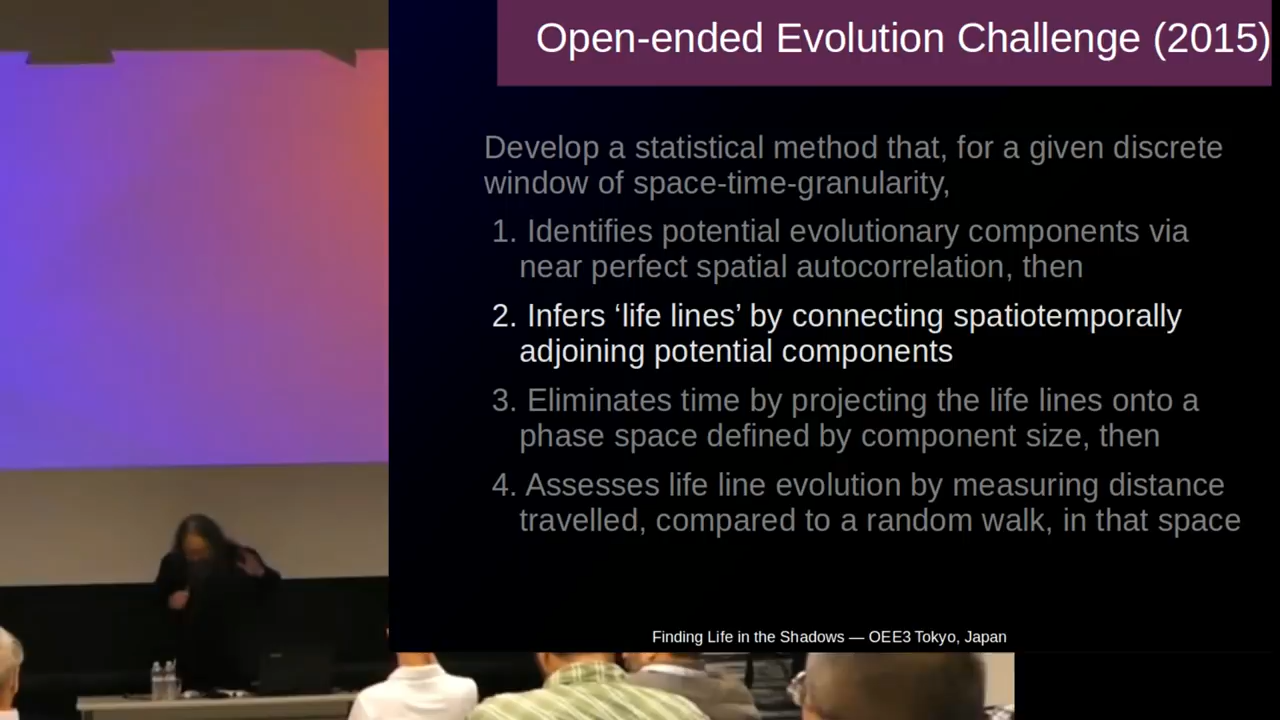 Open-ended Evolution Challenge (2015)
Develop a statistical method that, for a given discrete
window of space-time-granularity,
1. Identifies potential evolutionary components via
near perfect spatial autocorrelation, then
2. Infers ‘life lines’ by connecting spatiotemporally
adjoining potential components
3. Eliminates time by projecting the life lines onto a
phase space defined by component size, then
4. Assesses life line evolution by measuring distance
travelled, compared to a random walk, in that space
Finding Life in the Shadows — OEE3 Tokyo, Japan